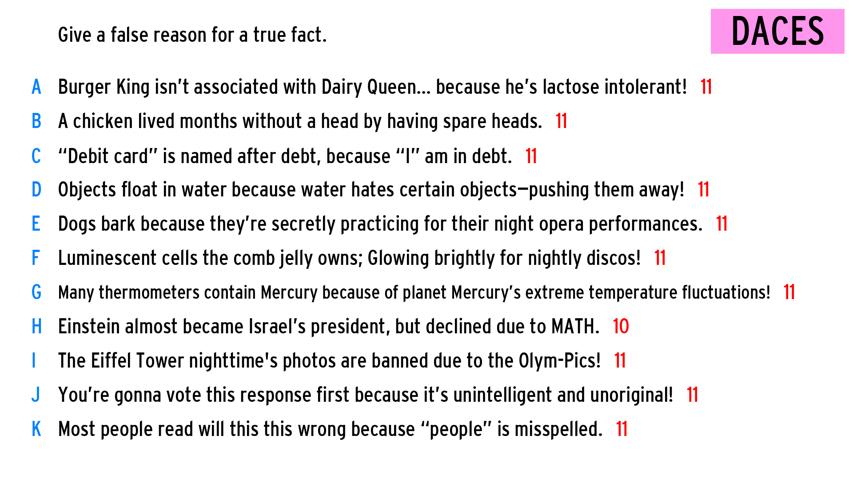 Give a false reason for a true fact.
DACES
A Burger King isn't associated with Dairy Queen... because he's lactose intolerant! 11
B A chicken lived months without a head by having spare heads. 11
C “Debit card” is named after debt, because “I” am in debt. 11
D Objects float in water because water hates certain objects—pushing them away! 11
E Dogs bark because they're secretly practicing for their night opera performances. 11
F Luminescent cells the comb jelly owns; Glowing brightly for nightly discos! 11
G Many thermometers contain Mercury because of planet Mercury's extreme temperature fluctuations! 11
H Einstein almost became Israel's president, but declined due to MATH. 10
I The Eiffel Tower nighttime's photos are banned due to the Olym-Pics! 11
J You're gonna vote this response first because it's unintelligent and unoriginal! 11
K Most people read will this this wrong because “people” is misspelled. 11